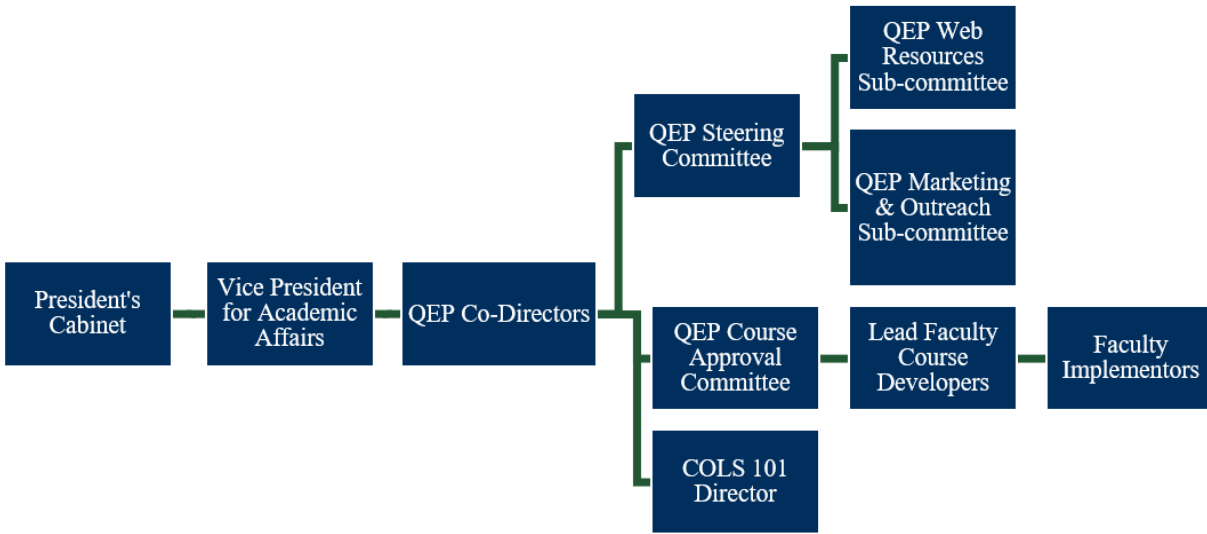 President's
Cabinet
Vice President
for Academic
Affairs
QEP Co-Directors
QEP Steering
Committee
QEP Web
Resources
Sub-committee
QEP Marketing
& Outreach
Sub-committee
QEP Course
Approval
Committee
Lead Faculty
Course
Developers
Faculty
Implementors
COLS 101
Director